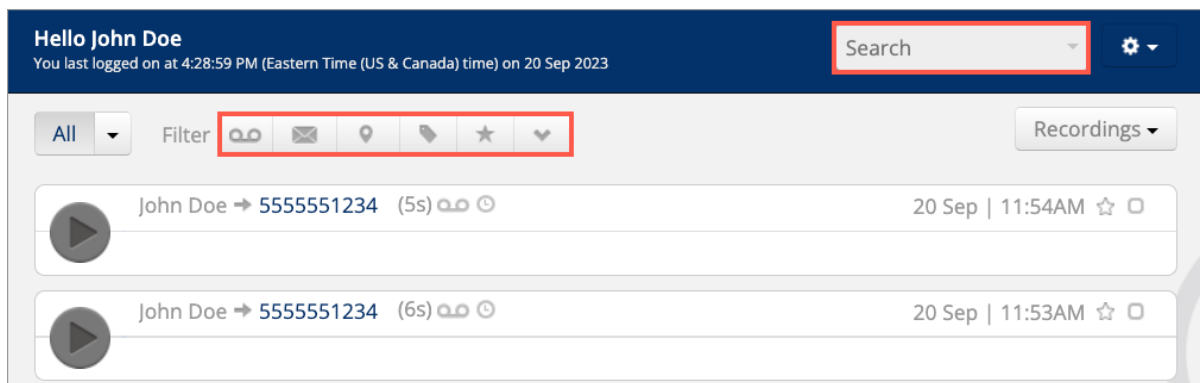 Hello John Doe
You last logged on at 4:28:59 PM (Eastern Time (US & Canada) time) on 20 Sep 2023
Search
All
Filter
Recordings
John Doe ➔ 5555551234 (5s)
20 Sep | 11:54AM
John Doe ➔ 5555551234 (6s)
20 Sep | 11:53AM